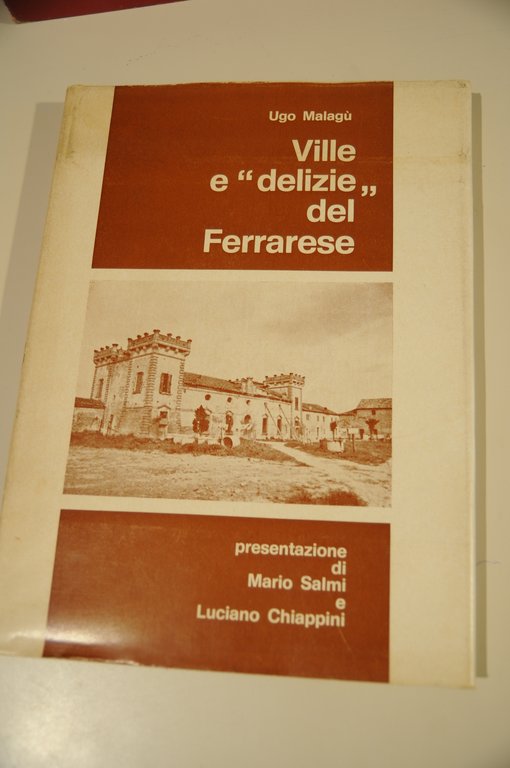 Ugo Malagù
Ville
e “delizie„
del
Ferrarese
presentazione
di
Mario Salmi
e
Luciano Chiappini